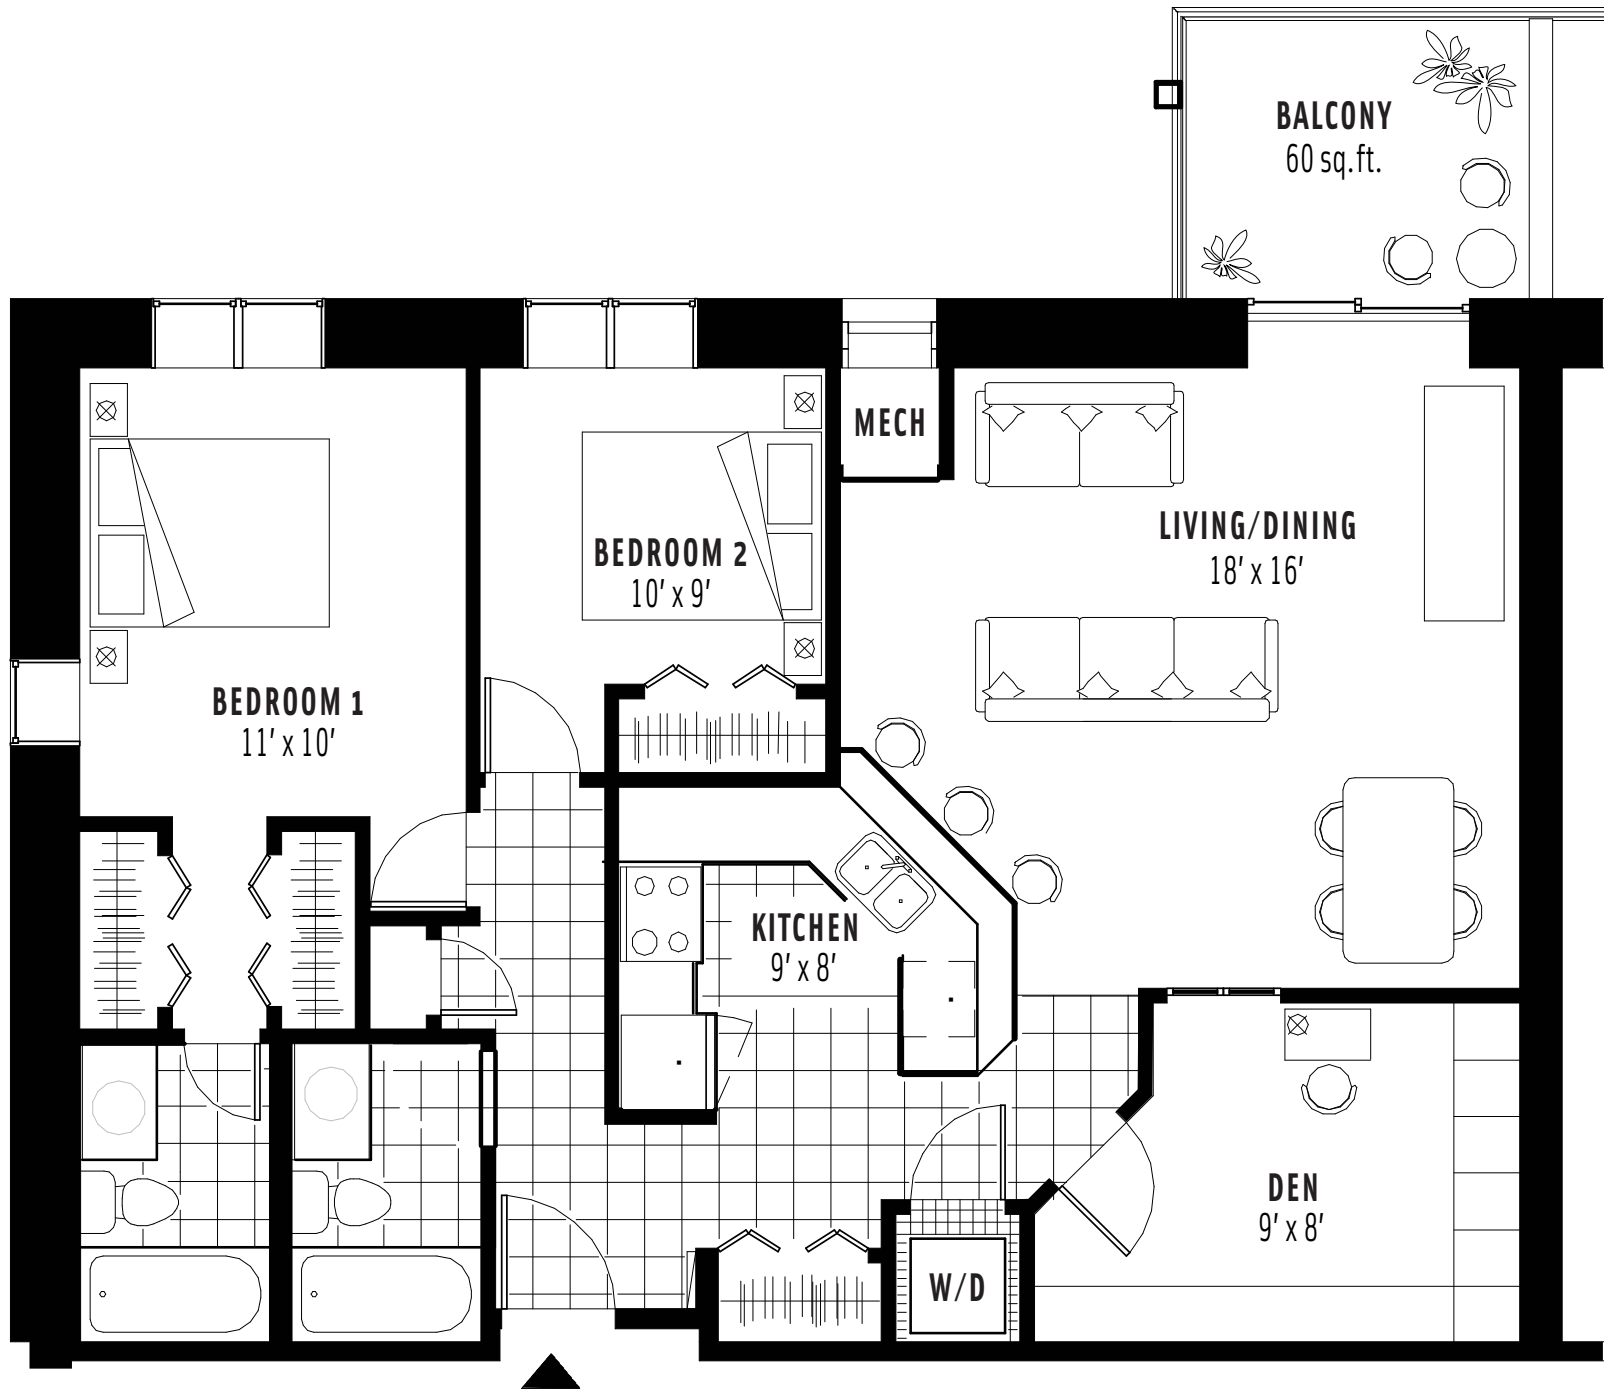 BALCONY
60 sq.ft.
MECH
LIVING/DINING
18' x 16'
BEDROOM 2
10' x 9'
BEDROOM 1
11' x 10'
KITCHEN
9' x 8'
DEN
9' x 8'
W/D